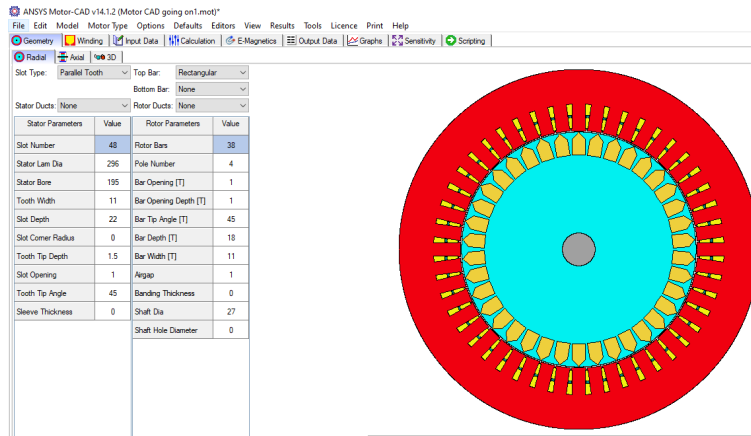 ANSYS Motor-CAD v14.1.2 (Motor CAD going on1.mot)*
File Edit Model Motor Type Options Defaults Editors View Results Tools Licence Print Help
Geometry Winding Input Data Calculation E-Magnetics Output Data Graphs Sensitivity Scripting
Radial Axial 3D
Slot Type: Parallel Tooth Top Bar: Rectangular
Bottom Bar: None
Stator Ducts: None Rotor Ducts: None
Stator Parameters Value Rotor Parameters Value
Slot Number 48 Rotor Bars 38
Stator Lam Dia 296 Pole Number 4
Stator Bore 195 Bar Opening [T] 1
Tooth Width 11 Bar Opening Depth [T] 1
Slot Depth 22 Bar Tip Angle [T] 45
Slot Corner Radius 0 Bar Depth [T] 18
Tooth Tip Depth 1.5 Bar Width [T] 11
Slot Opening 1 Airgap 1
Tooth Tip Angle 45 Banding Thickness 0
Sleeve Thickness 0 Shaft Dia 27
Shaft Hole Diameter 0